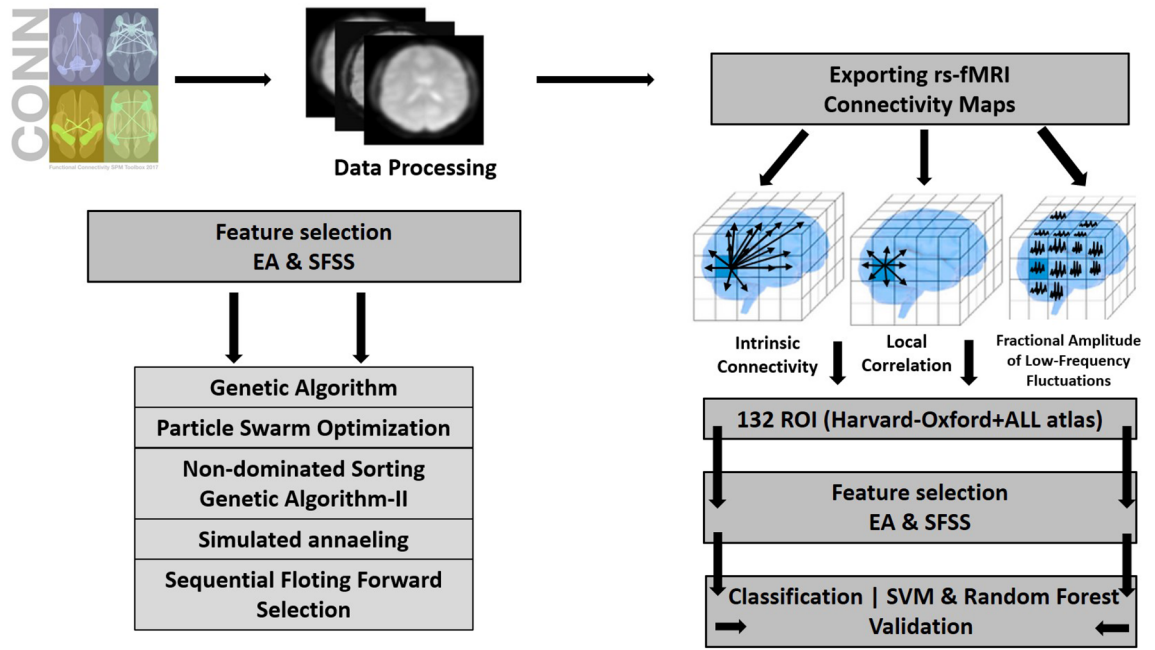 CONN
Functional Connectivity SPM Toolbox 2017
Data Processing
Exporting rs-fMRI
Connectivity Maps
Intrinsic
Connectivity
Local
Correlation
Fractional Amplitude
of Low-Frequency
Fluctuations
132 ROI (Harvard-Oxford+ALL atlas)
Feature selection
EA & SFSS
Classification | SVM & Random Forest
Validation
Feature selection
EA & SFSS
Genetic Algorithm
Particle Swarm Optimization
Non-dominated Sorting
Genetic Algorithm-II
Simulated annaeling
Sequential Floting Forward
Selection